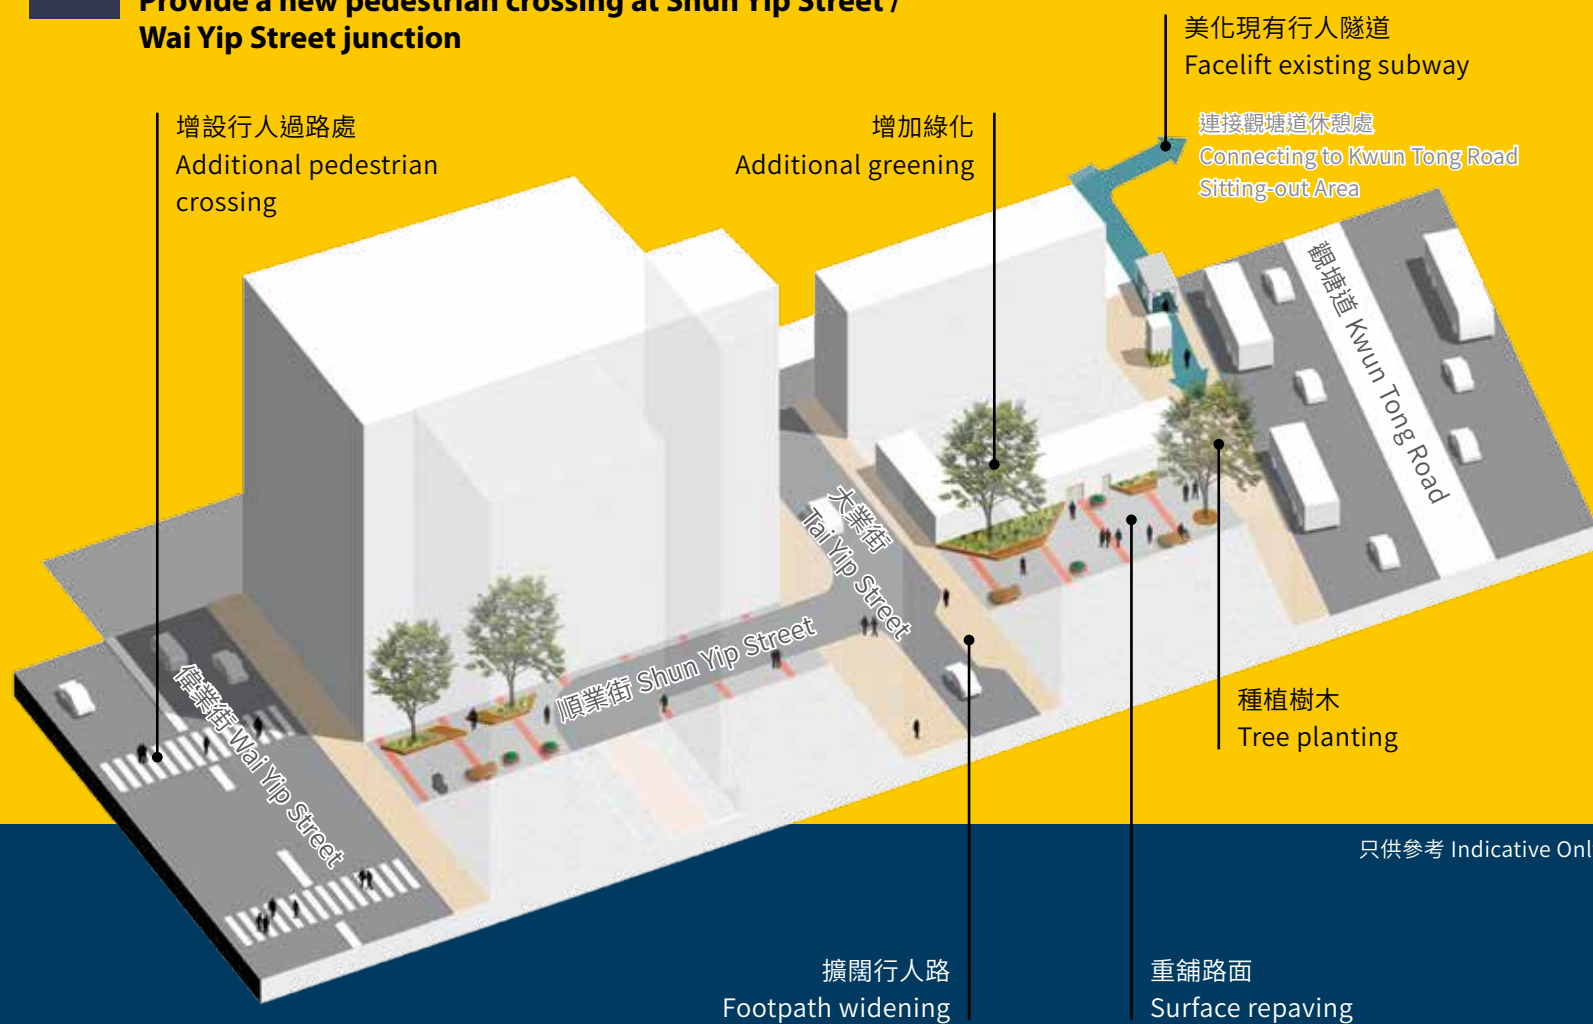 Provide a new pedestrian crossing at Shun Yip Street /
Wai Yip Street junction
美化現有行人隧道
Facelift existing subway
增設行人過路處
Additional pedestrian
crossing
增加綠化
Additional greening
連接觀塘道休憩處
Connecting to Kwun Tong Road
Sitting-out Area
觀塘道 Kwun Tong Road
大業街
Tai Yip Street
順業街 Shun Yip Street
偉業街 Wai Yip Street
種植樹木
Tree planting
只供參考 Indicative Onl
擴闊行人路
Footpath widening
重舖路面
Surface repaving